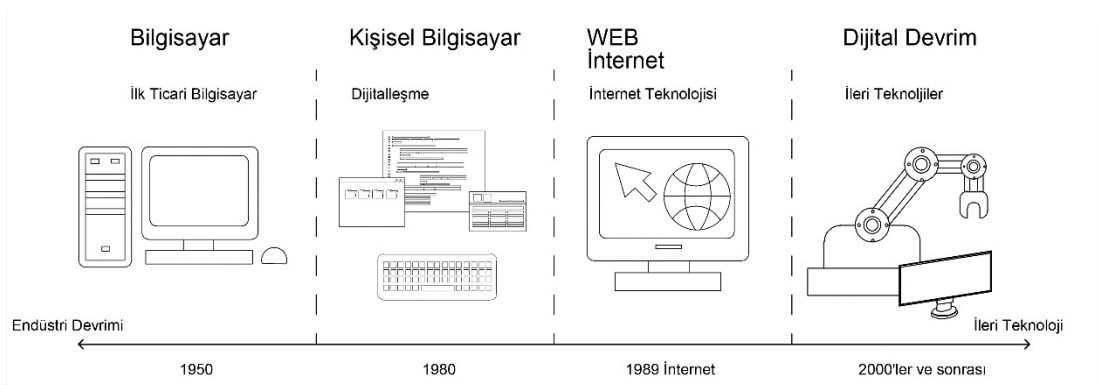 Bilgisayar
Kişisel Bilgisayar
WEB
İnternet
Dijital Devrim
İlk Ticari Bilgisayar
Dijitalleşme
İnternet Teknolojisi
İleri Teknoljiler
Endüstri Devrimi
İleri Teknoloji
1950
1980
1989 İnternet
2000'ler ve sonrası